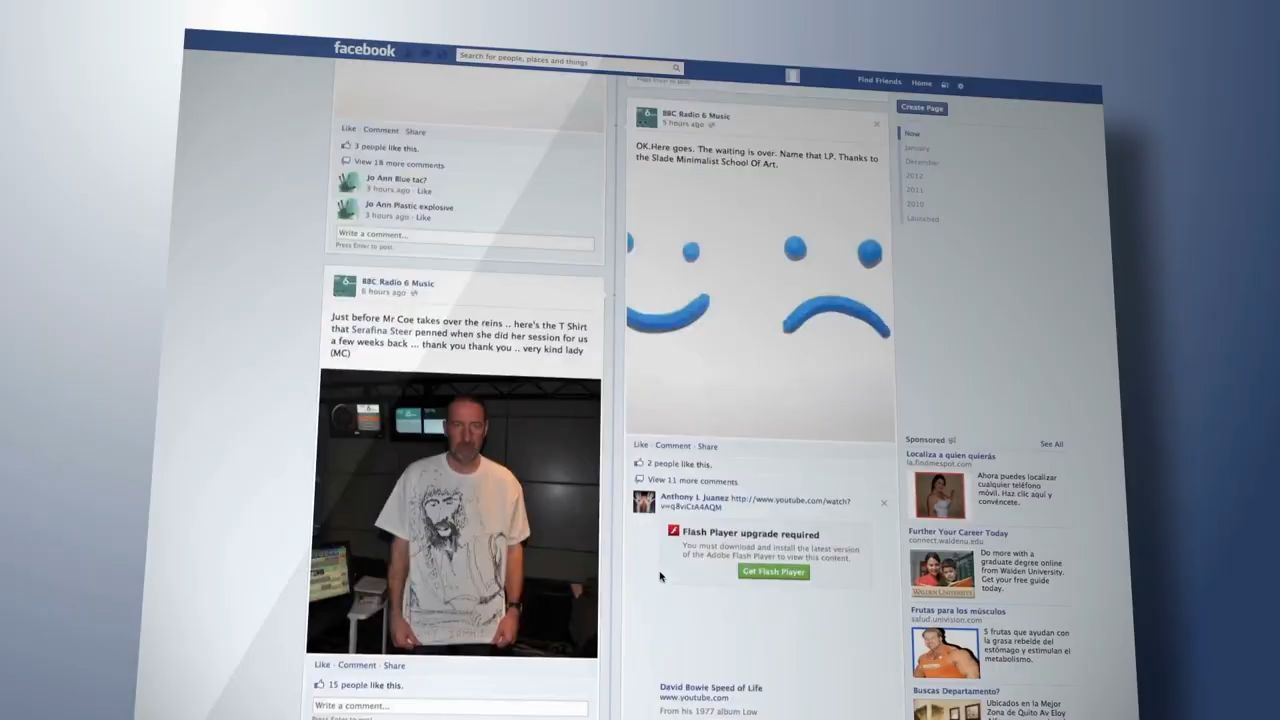 facebook
Search for people, places and things
Find Friends
Home
Like · Comment · Share
3 people like this.
View 18 more comments
Jo Ann Blue tac?
3 hours ago · Like
Jo Ann Plastic explosive
3 hours ago · Like
Write a comment...
Press Enter to post.
BBC Radio 6 Music
6 hours ago
Just before Mr Coe takes over the reins .. here's the T Shirt
that Serafina Steer penned when she did her session for us
a few weeks back ... thank you thank you .. very kind lady
(MC)
Like · Comment · Share
15 people like this.
Write a comment...
Press Enter to post.
BBC Radio 6 Music
5 hours ago
OK.Here goes. The waiting is over. Name that LP. Thanks to
the Slade Minimalist School Of Art.
Like · Comment · Share
2 people like this.
View 11 more comments
Anthony L Juanez http://www.youtube.com/watch?
v=q8viCtA4AQM
Flash Player upgrade required
You must download and install the latest version
of the Adobe Flash Player to view this content.
Get Flash Player
David Bowie Speed of Life
www.youtube.com
From his 1977 album Low
Create Page
Now
January
December
2012
2011
2010
Launched
Sponsored
See All
Localiza a quien quierás
la.findmespot.com
Ahora puedes localizar
cualquier teléfono
móvil. Haz clic aquí y
convéncete.
Further Your Career Today
connect.waldenu.edu
Do more with a
graduate degree online
from Walden University.
Get your free guide
today.
WALDEN UNIVERSITY
Frutas para los músculos
salud.univision.com
5 frutas que ayudan con
la grasa rebelde del
estómago y estimulan el
metabolismo.
Buscas Departamento?
Ubicados en la Mejor
Zona de Quito Av Eloy